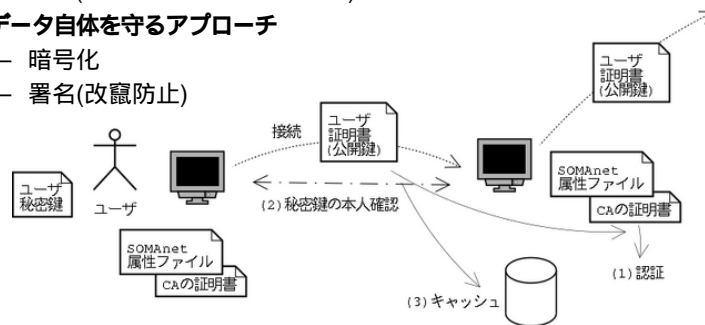 データ自体を守るアプローチ
– 暗号化
– 署名(改竄防止)
ユーザ
証明書
(公開鍵)
接続
ユーザ
証明書
(公開鍵)
ユーザ
秘密鍵
ユーザ
(2)秘密鍵の本人確認
SOMAnet
属性ファイル
CAの証明書
SOMAnet
属性ファイル
CAの証明書
(1)認証
(3)キャッシュ